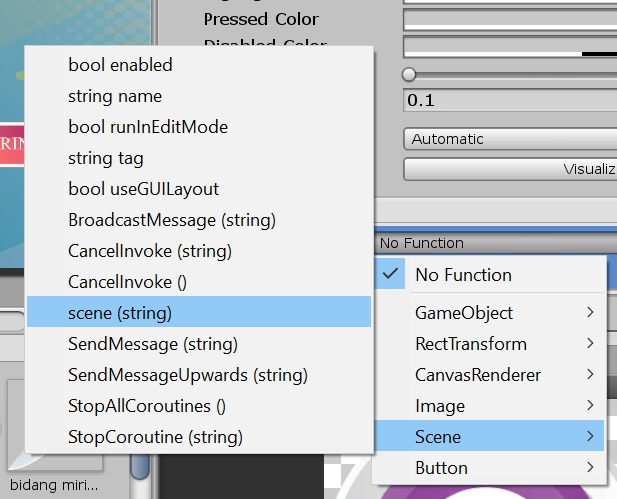 Pressed Color
Disabled Color
0.1
Automatic
Visualiz
No Function
bool enabled
string name
bool runInEditMode
string tag
bool useGUILayout
BroadcastMessage (string)
CancelInvoke (string)
CancelInvoke ()
scene (string)
SendMessage (string)
SendMessageUpwards (string)
StopAllCoroutines ()
StopCoroutine (string)
No Function
GameObject
RectTransform
CanvasRenderer
Image
Scene
Button
RIN
bidang miri...